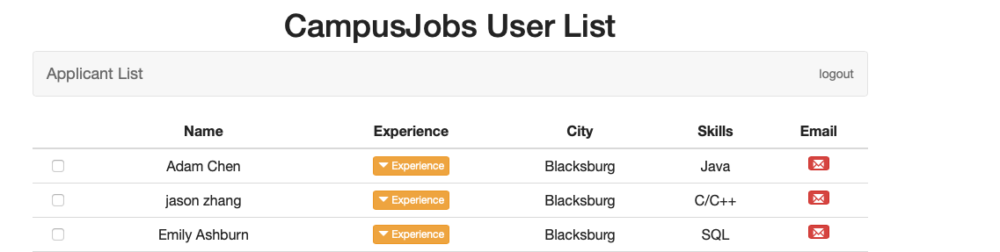 CampusJobs User List
Applicant List logout
Name Experience City Skills Email
Adam Chen Experience Blacksburg Java
jason zhang Experience Blacksburg C/C++
Emily Ashburn Experience Blacksburg SQL